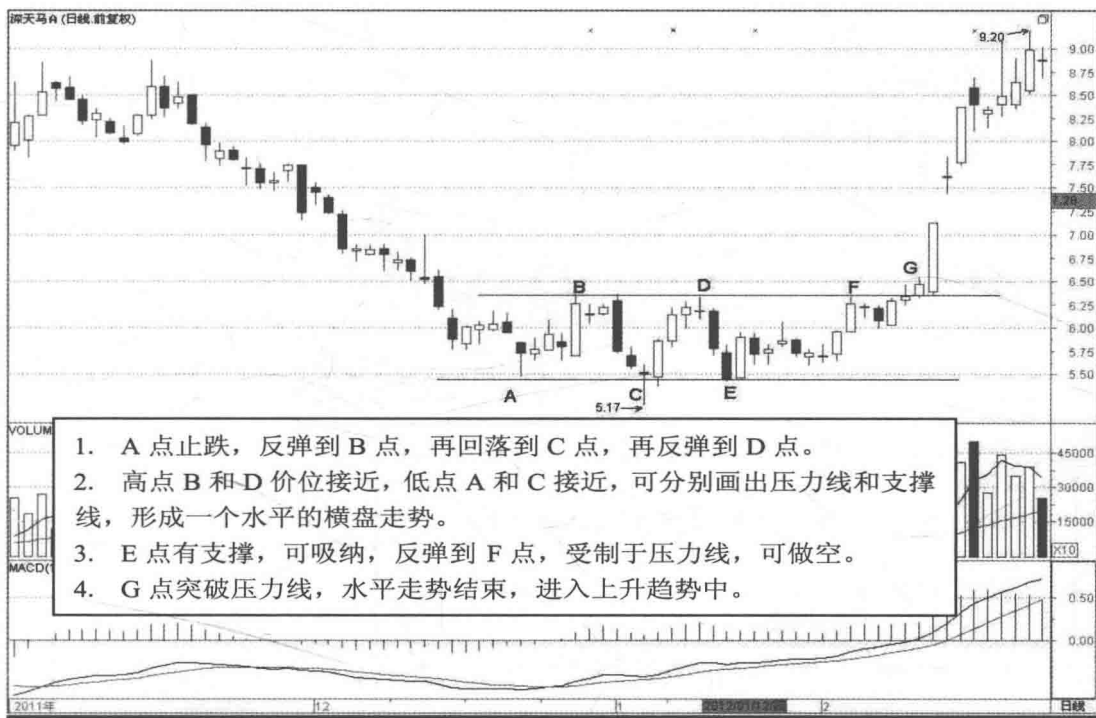 深天马A (日线.前复权)
9.20
9.00
8.75
8.50
8.25
8.00
7.75
7.50
7.28
7.25
7.00
6.75
6.50
6.25
6.00
5.75
5.50
B
D
F
G
A
C
E
5.17
VOLUM
1. A 点止跌，反弹到 B 点，再回落到 C 点，再反弹到 D 点。
2. 高点 B 和 D 价位接近，低点 A 和 C 接近，可分别画出压力线和支撑
线，形成一个水平的横盘走势。
3. E 点有支撑，可吸纳，反弹到 F 点，受制于压力线，可做空。
4. G 点突破压力线，水平走势结束，进入上升趋势中。
45000
30000
15000
X10
MACD(1
0.50
0.00
2011年
12
1
2
日线